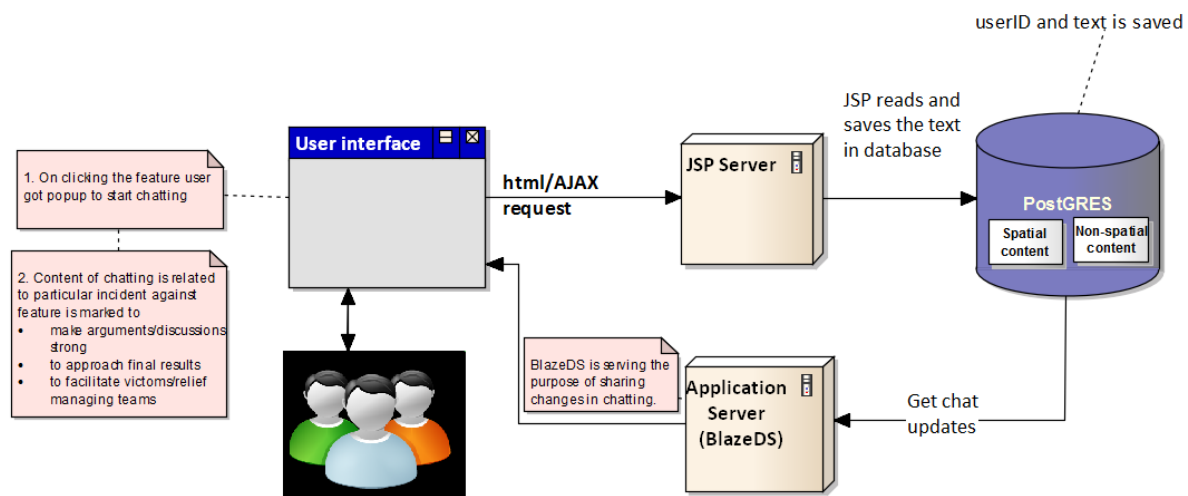 userID and text is saved
JSP reads and
saves the text
in database
User interface
JSP Server
1. On clicking the feature user
got popup to start chatting
html/AJAX
request
PostGRES
Spatial
content
Non-spatial
content
2. Content of chatting is related
to particular incident against
feature is marked to
• make arguments/discussions
strong
• to approach final results
• to facilitate victoms/relief
managing teams
BlazeDS is serving the
purpose of sharing
changes in chatting.
Application
Server
(BlazeDS)
Get chat
updates